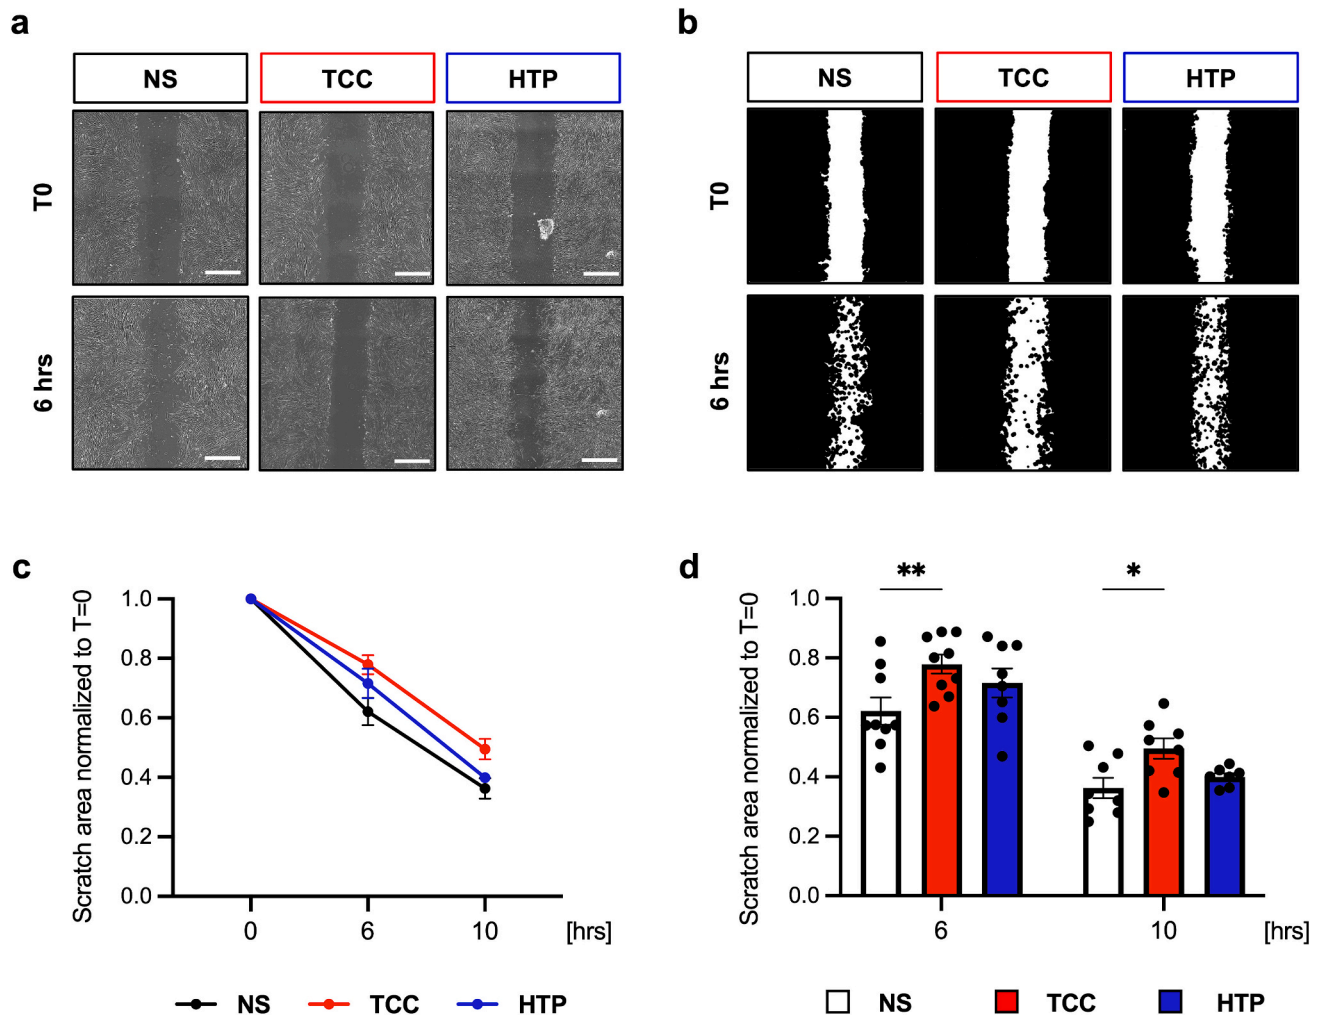 a
NS TCC HTP
T0
6 hrs
b
NS TCC HTP
T0
6 hrs
c
Scratch area normalized to T=0
1.0
0.8
0.6
0.4
0.2
0.0
0 6 10 [hrs]
NS TCC HTP
d
Scratch area normalized to T=0
** *
1.0
0.8
0.6
0.4
0.2
0.0
6 10 [hrs]
NS TCC HTP